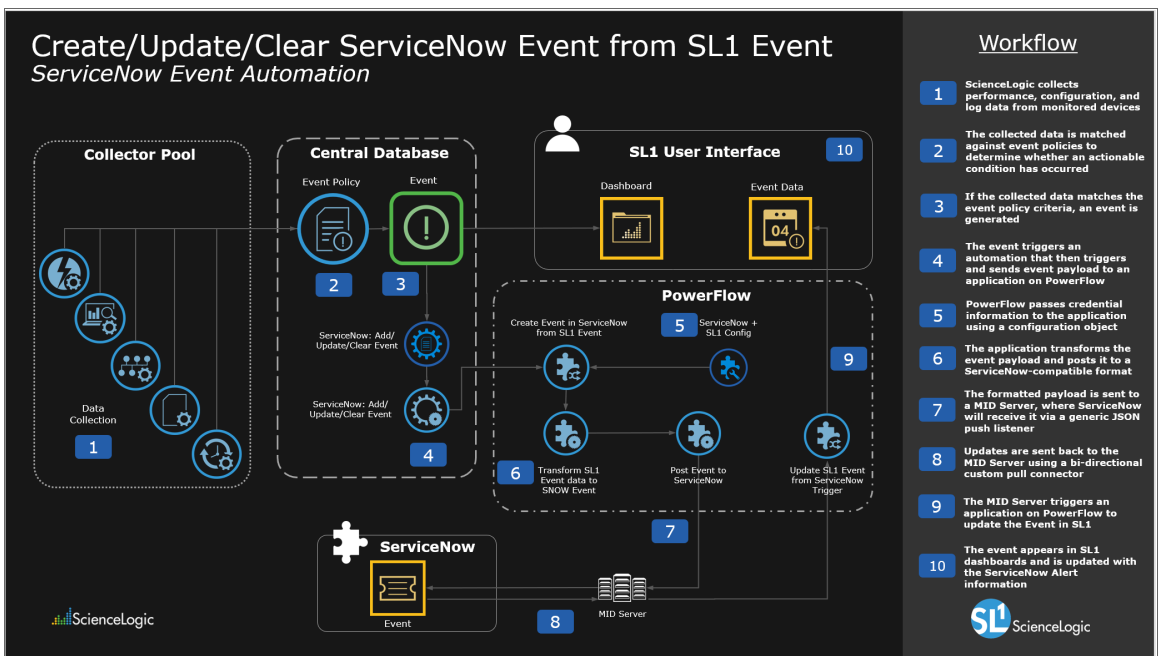 Create/Update/Clear ServiceNow Event from SL1 Event
ServiceNow Event Automation
Collector Pool
Data
Collection
1
Central Database
Event Policy
Event
2
3
ServiceNow: Add/
Update/Clear Event
ServiceNow: Add/
Update/Clear Event
4
SL1 User Interface
10
Dashboard
Event Data
04
PowerFlow
Create Event in ServiceNow
from SL1 Event
5
ServiceNow +
SL1 Config
9
6
Transform SL1
Event data to
SNOW Event
Post Event to
ServiceNow
Update SL1 Event
from ServiceNow
Trigger
7
ServiceNow
Event
8
MID Server
ScienceLogic
Workflow
1
ScienceLogic collects
performance, configuration, and
log data from monitored devices
2
The collected data is matched
against event policies to
determine whether an actionable
condition has occurred
3
If the collected data matches the
event policy criteria, an event is
generated
4
The event triggers an
automation that then triggers
and sends event payload to an
application on PowerFlow
5
PowerFlow passes credential
information to the application
using a configuration object
6
The application transforms the
event payload and posts it to a
ServiceNow-compatible format
7
The formatted payload is sent to
a MID Server, where ServiceNow
will receive it via a generic JSON
push listener
8
Updates are sent back to the
MID Server using a bi-directional
custom pull connector
9
The MID Server triggers an
application on PowerFlow to
update the Event in SL1
10
The event appears in SL1
dashboards and is updated with
the ServiceNow Alert
information
SL1
ScienceLogic